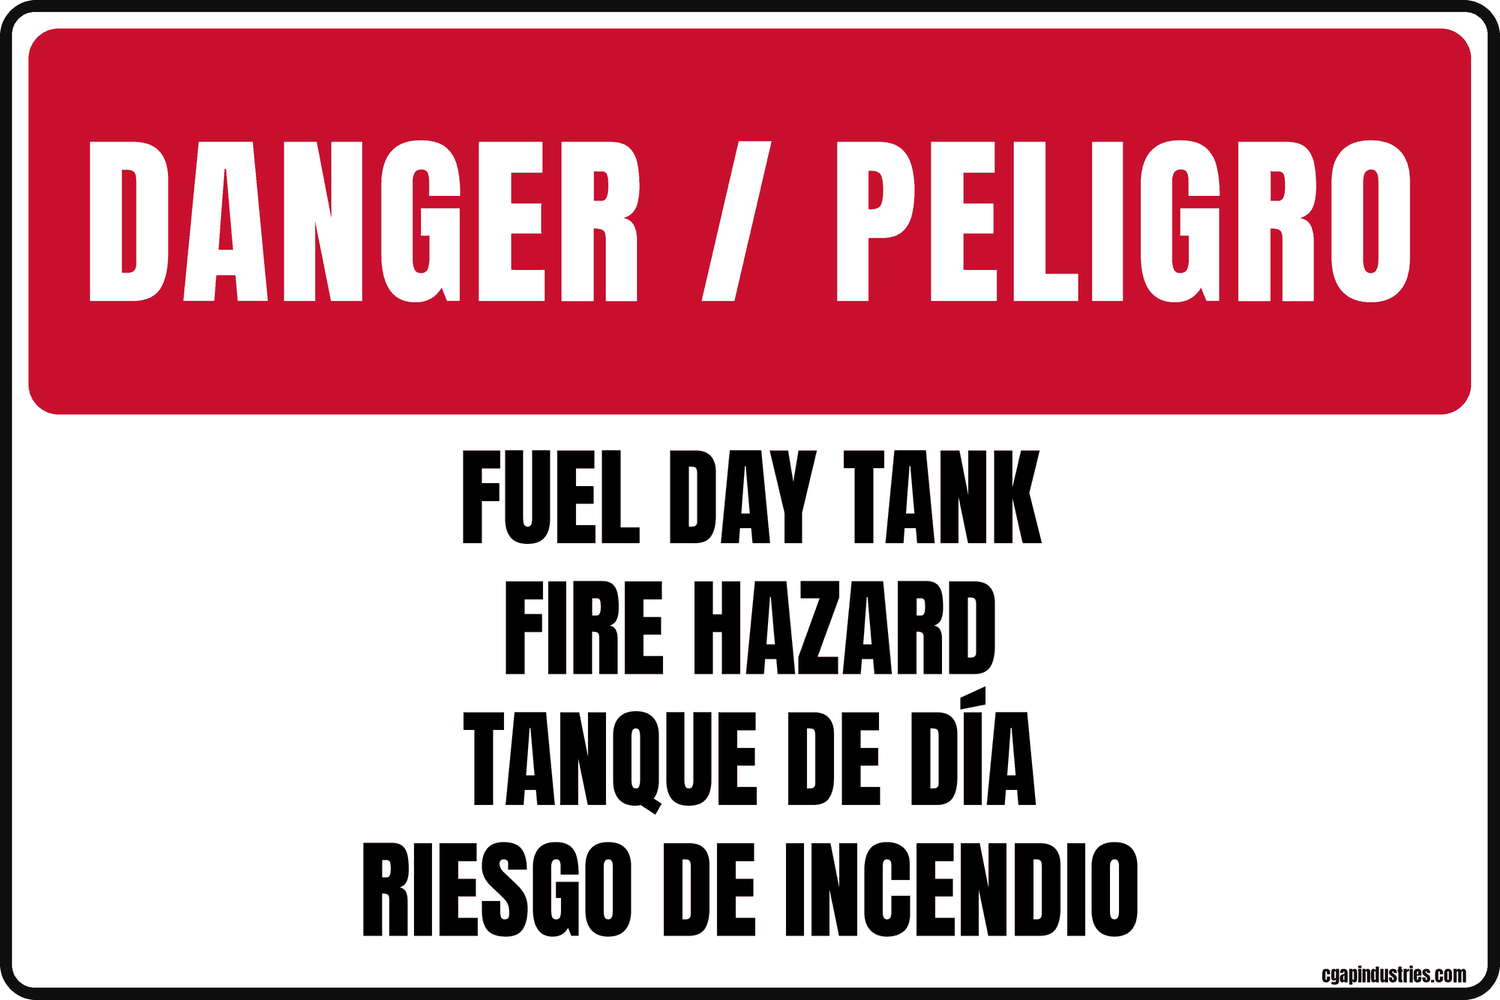 DANGER / PELIGRO
FUEL DAY TANK
FIRE HAZARD
TANQUE DE DÍA
RIESGO DE INCENDIO
cgapindustries.com